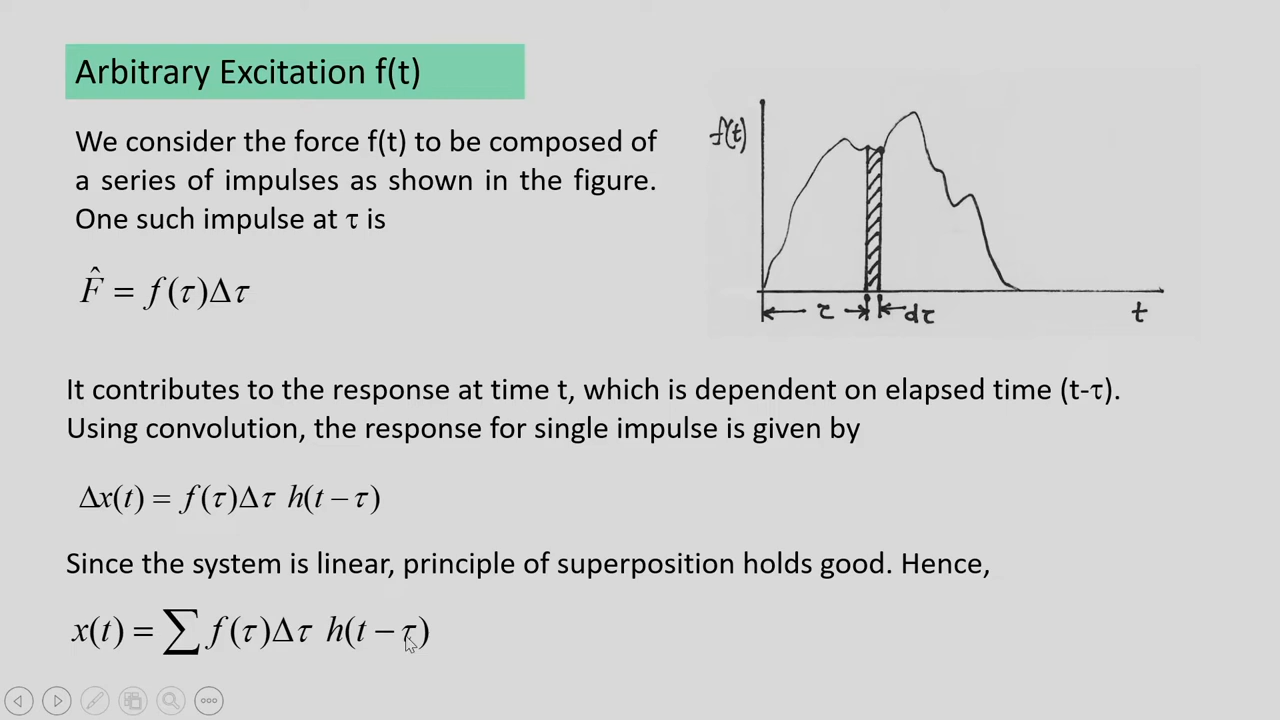 Arbitrary Excitation f(t)
We consider the force f(t) to be composed of
a series of impulses as shown in the figure.
One such impulse at τ is
F̂ = f(τ)Δτ
f(t)
τ
dτ
t
It contributes to the response at time t, which is dependent on elapsed time (t-τ).
Using convolution, the response for single impulse is given by
Δx(t) = f(τ)Δτ h(t − τ)
Since the system is linear, principle of superposition holds good. Hence,
x(t) = ∑ f(τ)Δτ h(t − τ)